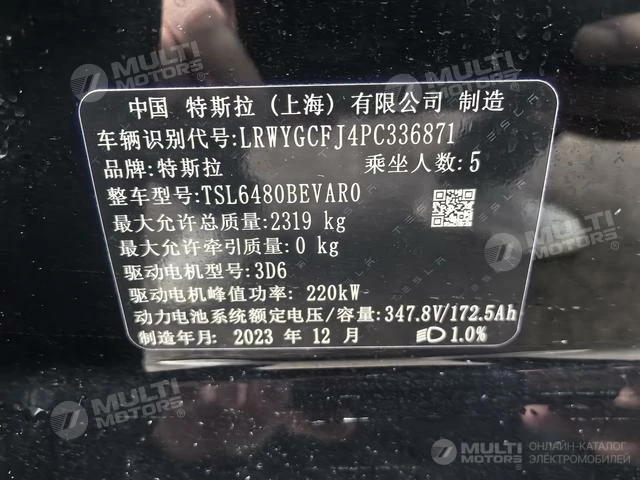 中国 特斯拉 (上海) 有限公司 制造
车辆识别代号:LRWYGCFJ4PC336871
品牌:特斯拉 乘坐人数:5
整车型号:TSL6480BEVAR0
最大允许总质量:2319 kg
最大允许牵引质量:0 kg
驱动电机型号:3D6
驱动电机峰值功率: 220kW
动力电池系统额定电压/容量:347.8V/172.5Ah
制造年月: 2023 年 12 月 1.0%
MULTI MOTORS
MULTI MOTORS
MULTI MOTORS
MULTI MOTORS
MULTI MOTORS
ОНЛАЙН-КАТАЛОГ
ЭЛЕКТРОМОБИЛЕЙ